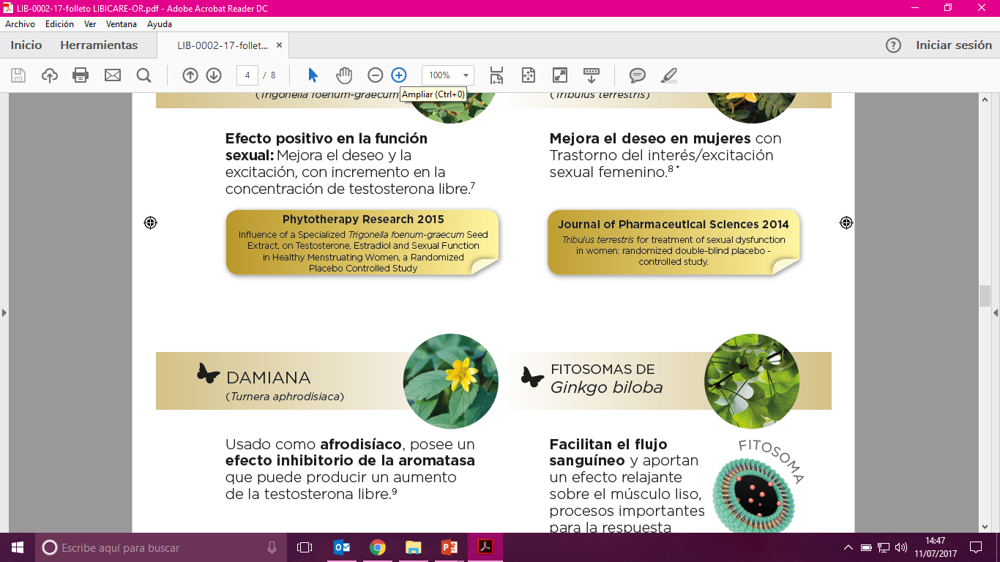 LIB-0002-17-folleto LIBICARE-OR.pdf - Adobe Acrobat Reader DC
Archivo Edición Ver Ventana Ayuda
Inicio Herramientas LIB-0002-17-follet... × Iniciar sesión
4 / 8 100%
Ampliar (Ctrl+0)
(Trigonella foenum-graecum
(Tribulus terrestris)
Efecto positivo en la función
sexual: Mejora el deseo y la
excitación, con incremento en la
concentración de testosterona libre.7
Mejora el deseo en mujeres con
Trastorno del interés/excitación
sexual femenino.8 *
Phytotherapy Research 2015
Influence of a Specialized Trigonella foenum-graecum Seed
Extract, on Testosterone, Estradiol and Sexual Function
in Healthy Menstruating Women, a Randomized
Placebo Controlled Study
Journal of Pharmaceutical Sciences 2014
Tribulus terrestris for treatment of sexual dysfunction
in women: randomized double-blind placebo -
controlled study.
DAMIANA
(Turnera aphrodisiaca)
FITOSOMAS DE
Ginkgo biloba
Usado como afrodisíaco, posee un
efecto inhibitorio de la aromatasa
que puede producir un aumento
de la testosterona libre.9
Facilitan el flujo
sanguíneo y aportan
un efecto relajante
sobre el músculo liso,
procesos importantes
para la respuesta
FITOSOMA
Escribe aquí para buscar
14:47
11/07/2017